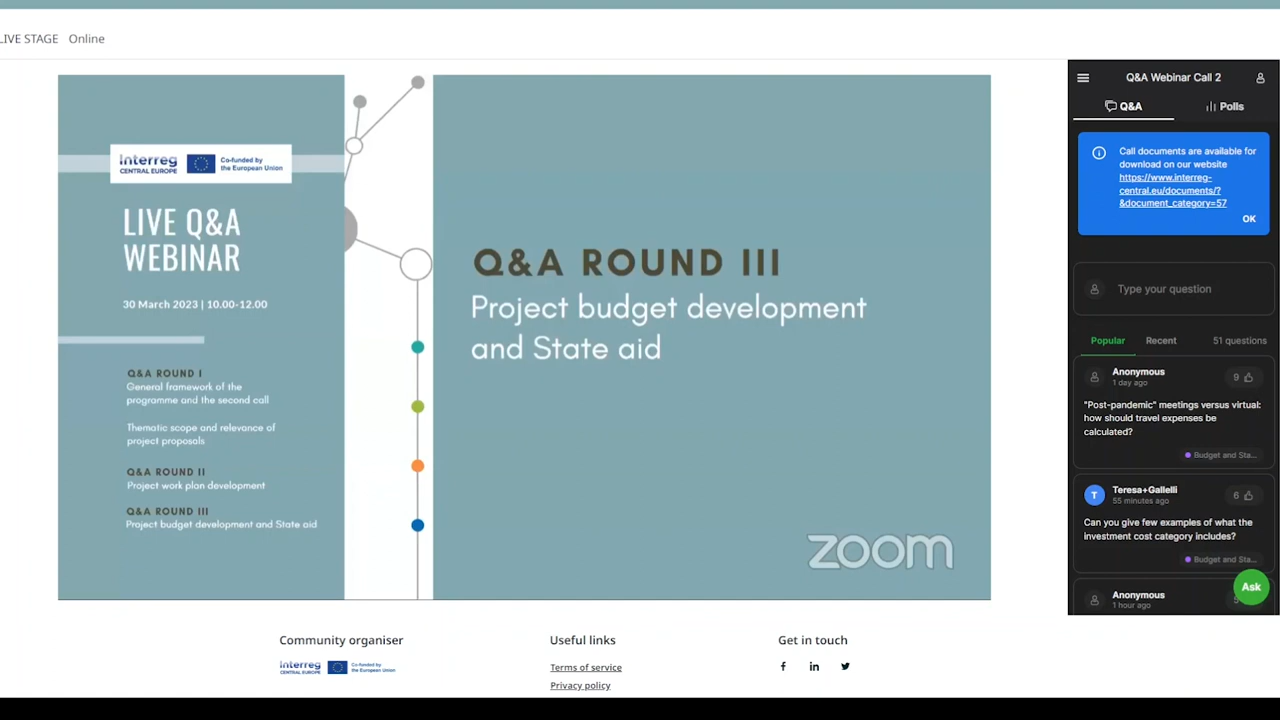 LIVE STAGE Online
Interreg
CENTRAL EUROPE
Co-funded by
the European Union
LIVE Q&A
WEBINAR
30 March 2023 | 10.00-12.00
Q&A ROUND I
General framework of the
programme and the second call
Thematic scope and relevance of
project proposals
Q&A ROUND II
Project work plan development
Q&A ROUND III
Project budget development and State aid
Q&A ROUND III
Project budget development
and State aid
zoom
Q&A Webinar Call 2
Q&A Polls
Call documents are available for
download on our website
https://www.interreg-
central.eu/documents/?
&document_category=57
OK
Type your question
Popular Recent 51 questions
Anonymous
1 day ago
9
"Post-pandemic" meetings versus virtual:
how should travel expenses be
calculated?
Budget and Sta...
T
Teresa+Gallelli
55 minutes ago
6
Can you give few examples of what the
investment cost category includes?
Budget and Sta...
Anonymous
1 hour ago
Ask
Community organiser
Interreg
CENTRAL EUROPE
Co-funded by
the European Union
Useful links
Terms of service
Privacy policy
Get in touch